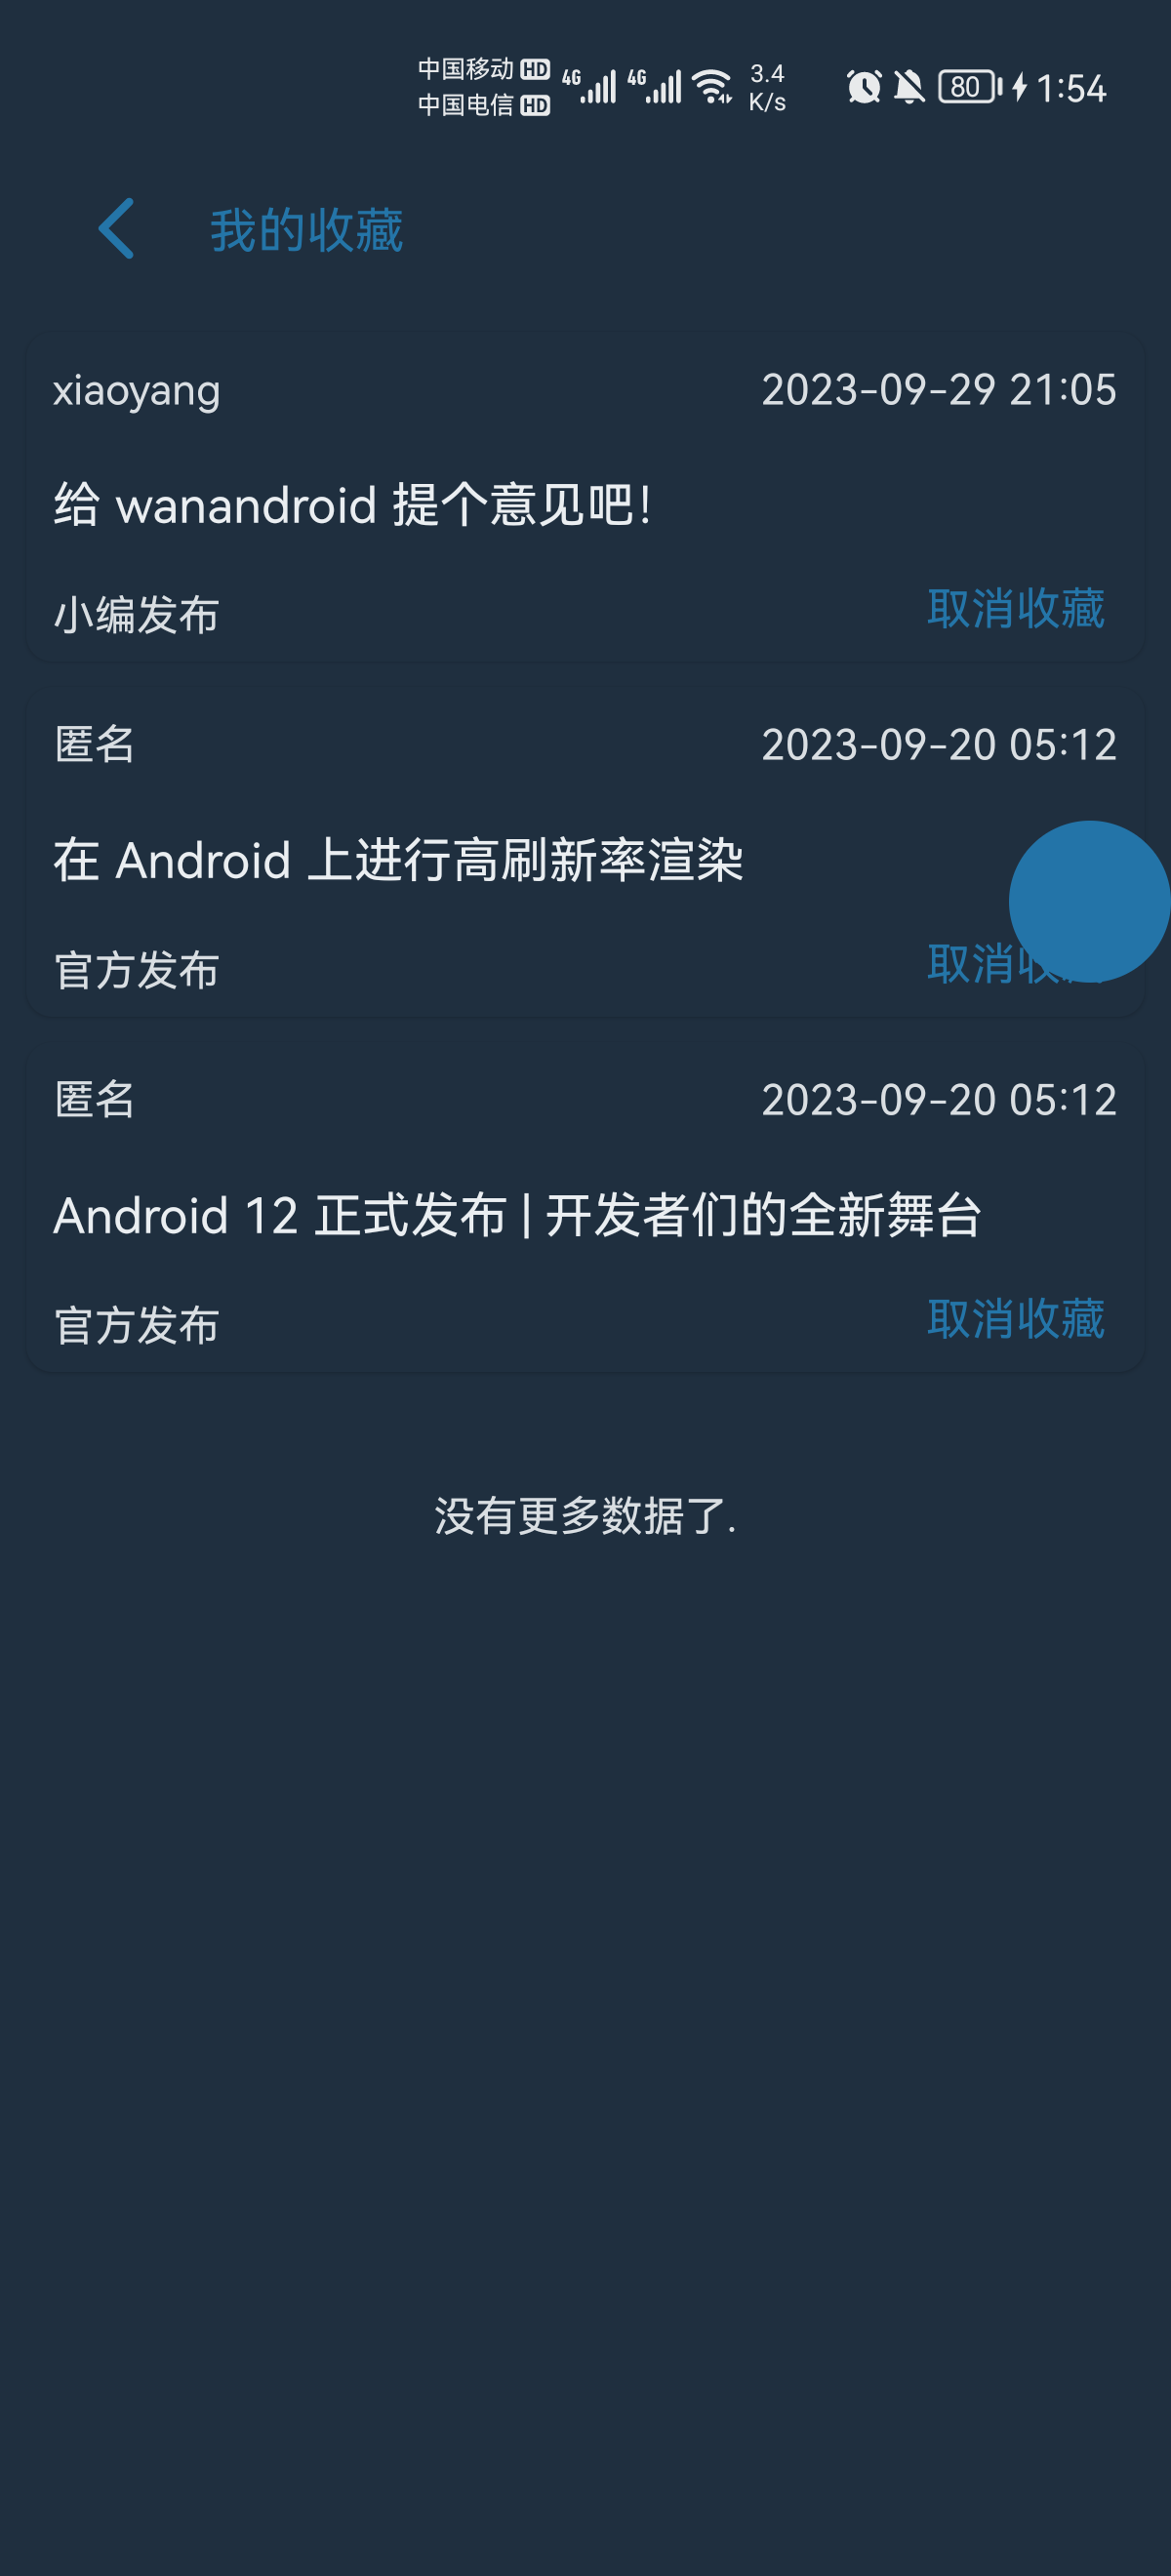 中国移动 HD
中国电信 HD
4G 4G 3.4 K/s 80 1:54
我的收藏
xiaoyang 2023-09-29 21:05
给 wanandroid 提个意见吧!
小编发布 取消收藏
匿名 2023-09-20 05:12
在 Android 上进行高刷新率渲染
官方发布 取消收
匿名 2023-09-20 05:12
Android 12 正式发布 | 开发者们的全新舞台
官方发布 取消收藏
没有更多数据了.